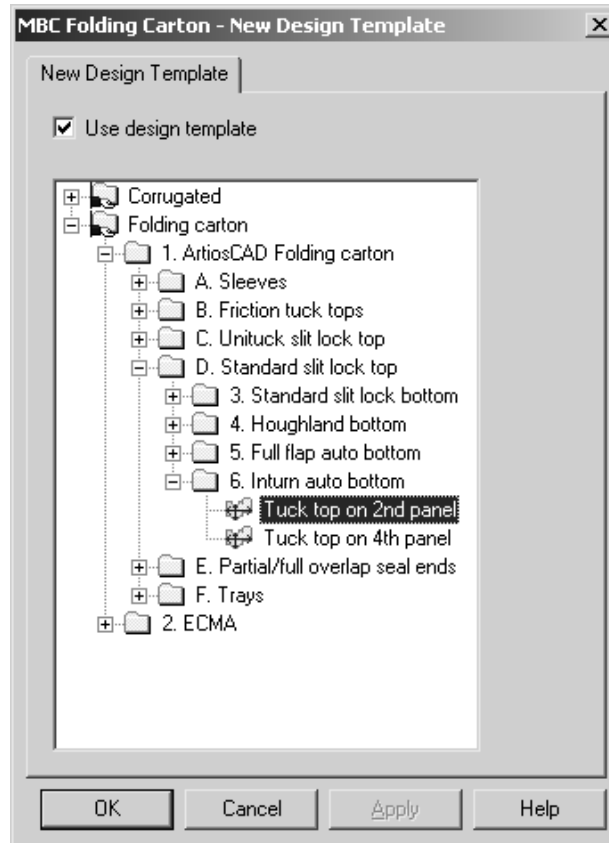 MBC Folding Carton - New Design Template
New Design Template
Use design template
Corrugated
Folding carton
1. ArtiosCAD Folding carton
A. Sleeves
B. Friction tuck tops
C. Unituck slit lock top
D. Standard slit lock top
3. Standard slit lock bottom
4. Houghland bottom
5. Full flap auto bottom
6. Inturn auto bottom
Tuck top on 2nd panel
Tuck top on 4th panel
E. Partial/full overlap seal ends
F. Trays
2. ECMA
OK Cancel Apply Help